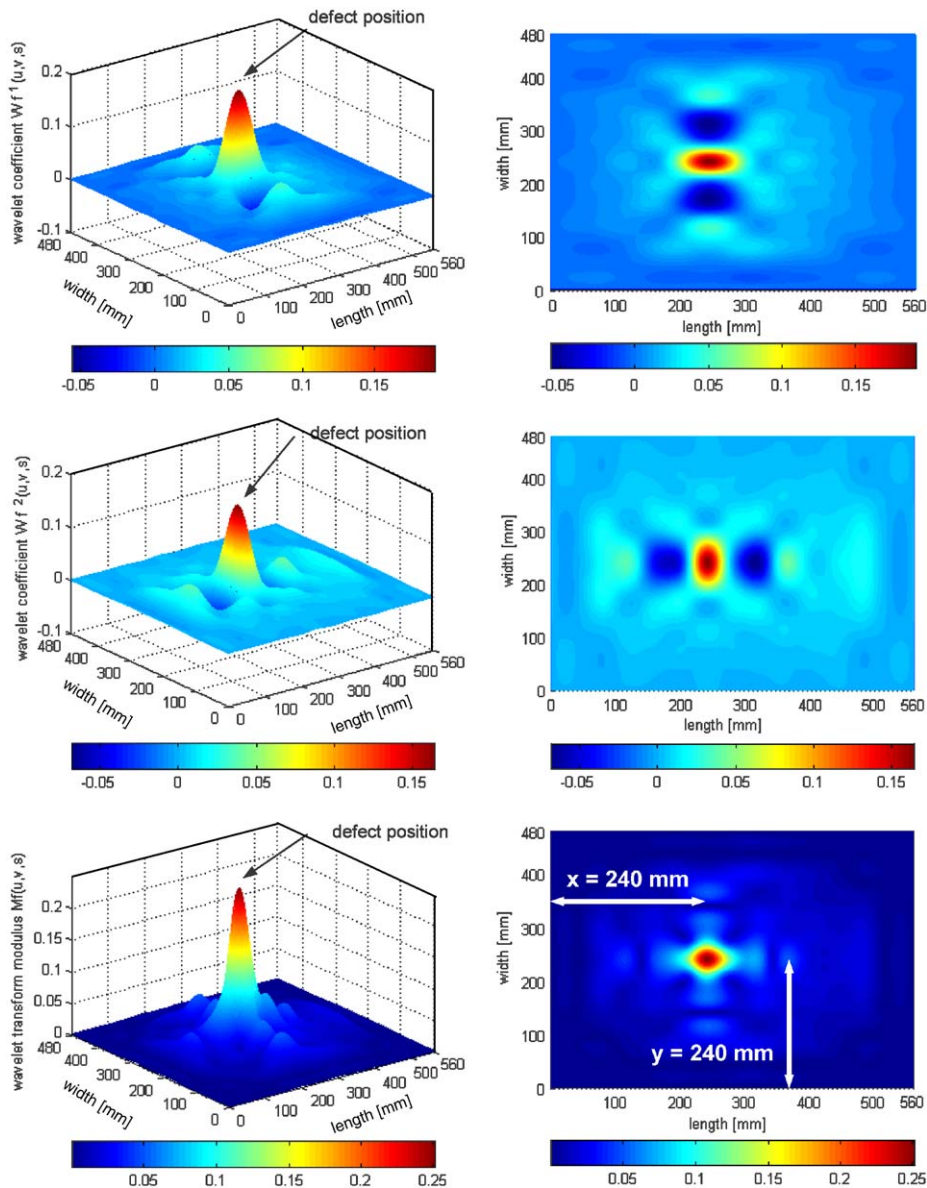 defect position
wavelet coefficient Wf¹(u,v,s)
0.2
0.1
0
-0.1
480
400
300
200
100
0
width [mm]
0
100
200
300
400
500
560
length [mm]
-0.05 0 0.05 0.1 0.15
480
400
300
200
100
0
width [mm]
0 100 200 300 400 500 560
length [mm]
-0.05 0 0.05 0.1 0.15
defect position
wavelet coefficient Wf²(u,v,s)
0.2
0.1
0
-0.1
480
400
300
200
100
0
width [mm]
0
100
200
300
400
500
560
length [mm]
-0.05 0 0.05 0.1 0.15
480
400
300
200
100
0
width [mm]
0 100 200 300 400 500 560
length [mm]
-0.05 0 0.05 0.1 0.15
defect position
wavelet transform modulus Mf(u,v,s)
0.2
0.15
0.1
0.05
0
480
400
300
200
100
0
width [mm]
0
100
200
300
400
500
560
length [mm]
0.05 0.1 0.15 0.2 0.25
480
400
300
200
100
0
width [mm]
x = 240 mm
y = 240 mm
0 100 200 300 400 500 560
length [mm]
0.05 0.1 0.15 0.2 0.25